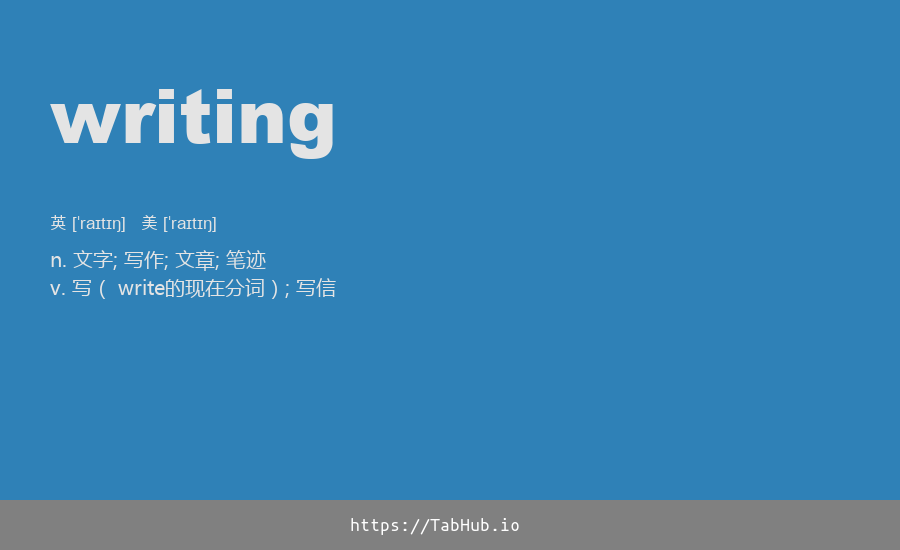 writing
英 [ˈraɪtɪŋ] 美 [ˈraɪtɪŋ]
n. 文字; 写作; 文章; 笔迹
v. 写（ write的现在分词）; 写信
https://TabHub.io